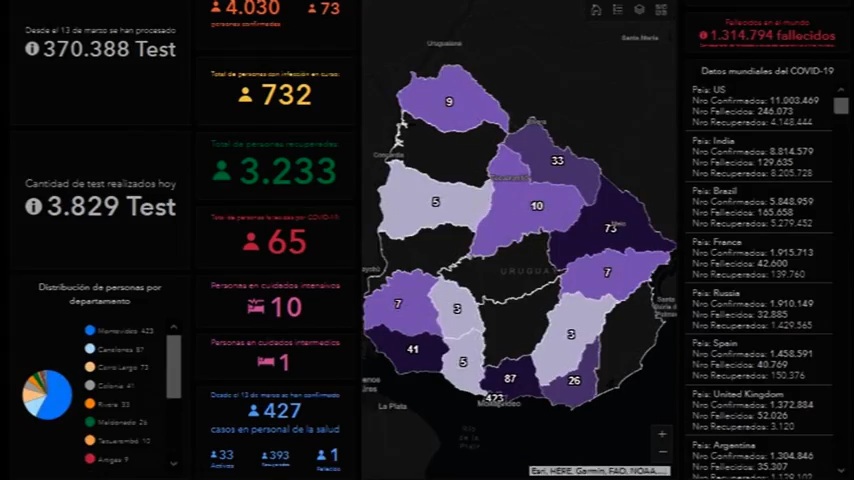 Desde el 13 de marzo se han procesado
370.388 Test
Cantidad de test realizados hoy
3.829 Test
Distribución de personas por
departamento
Montevideo 423
Canelones 87
Cerro Largo 73
Colonia 41
Rivera 33
Maldonado 26
Tacuarembó 10
Artigas 9
4.030
73
personas confirmadas
Total de personas con infección en curso:
732
Total de personas recuperadas
3.233
Total de personas fallecidas por COVID-19
65
Personas en cuidados intensivos
10
Personas en cuidados intermedios
1
Desde el 13 de marzo se han confirmado
427
casos en personal de la salud
33
Activos
393
Recuperados
1
Fallecido
Uruguaiana
Santa Maria
9
Rivera
Concordia
33
Tacuarembó
5
10
73
Melo
URUGUAY
7
7
3
3
41
5
87
26
423
Montevideo
La Plata
Río
de la
Plata
Esri, HERE, Garmin, FAO, NOAA,...
Fallecidos en el mundo
1.314.794 fallecidos
Datos mundiales del COVID-19
País: US
Nro Confirmados: 11.003.469
Nro Fallecidos: 246.073
Nro Recuperados: 4.148.444
País: India
Nro Confirmados: 8.814.579
Nro Fallecidos: 129.635
Nro Recuperados: 8.205.728
País: Brazil
Nro Confirmados: 5.848.959
Nro Fallecidos: 165.658
Nro Recuperados: 5.279.452
País: France
Nro Confirmados: 1.915.713
Nro Fallecidos: 42.600
Nro Recuperados: 139.760
País: Russia
Nro Confirmados: 1.910.149
Nro Fallecidos: 32.885
Nro Recuperados: 1.429.565
País: Spain
Nro Confirmados: 1.458.591
Nro Fallecidos: 40.769
Nro Recuperados: 150.376
País: United Kingdom
Nro Confirmados: 1.372.884
Nro Fallecidos: 52.026
Nro Recuperados: 3.120
País: Argentina
Nro Confirmados: 1.304.846
Nro Fallecidos: 35.307